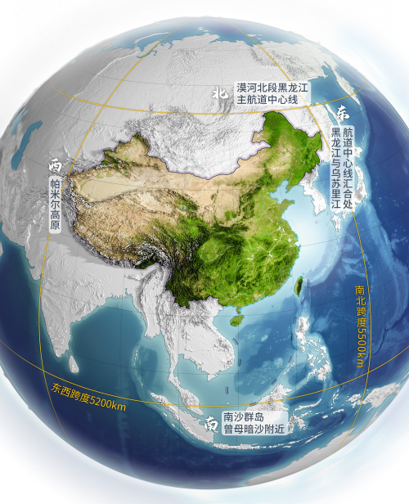 北
漠河北段黑龙江
主航道中心线
东
黑龙江与乌苏里江
航道中心线汇合处
西
帕米尔高原
南北跨度5500km
东西跨度5200km
南
南沙群岛
曾母暗沙附近